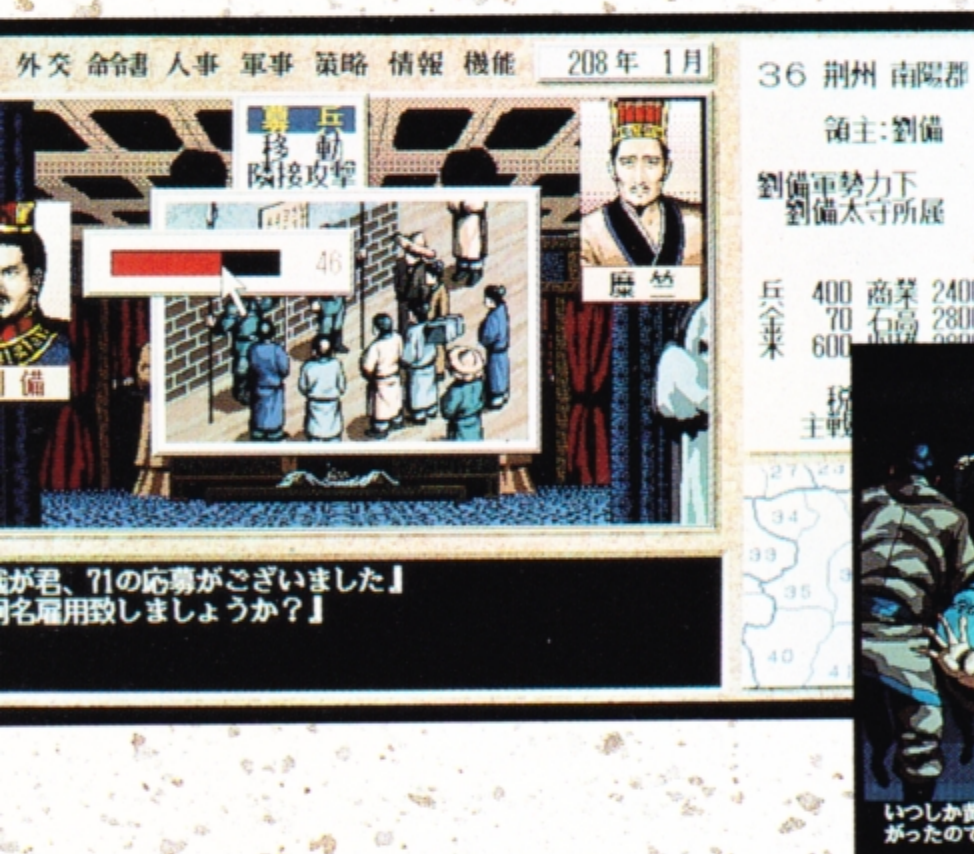 外交 命令書 人事 軍事 策略 情報 機能 208年 1月
募 兵
移 動
隣接攻撃
46
糜 竺
備
が君、71の応募がございました』
名雇用致しましょうか？』
36 荊州 南陽郡
領主：劉備
劉備軍勢力下
劉備太守所属
兵 400 商業 2400
金 70 石高 280
米 600
税
主戦
27
34
33
35
40
いつしか
がったので